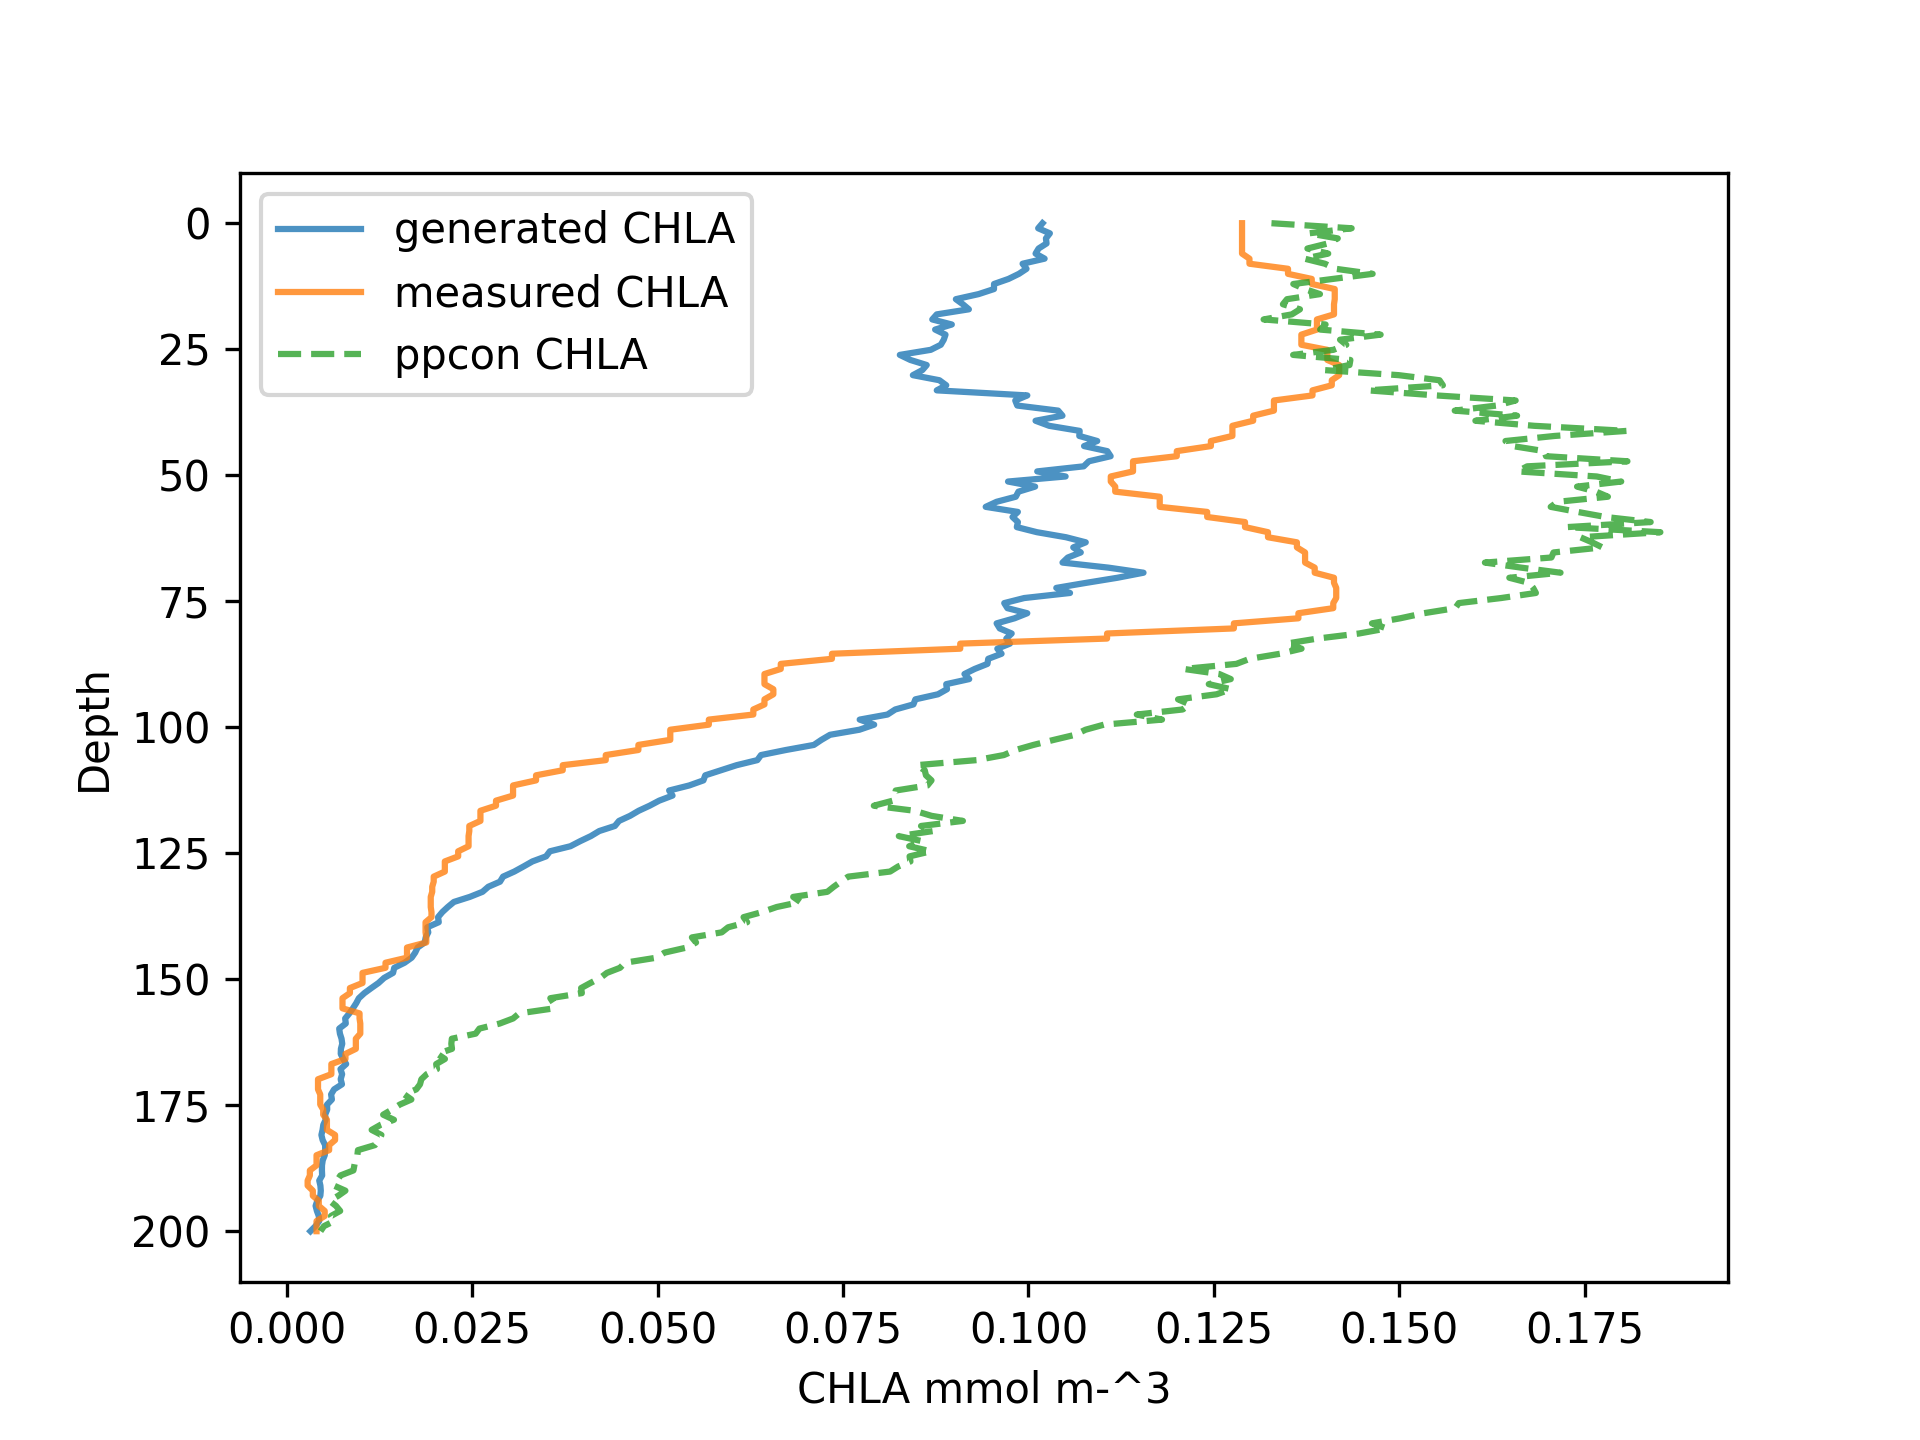 generated CHLA
measured CHLA
ppcon CHLA
Depth
0
25
50
75
100
125
150
175
200
0.000 0.025 0.050 0.075 0.100 0.125 0.150 0.175
CHLA mmol m-^3